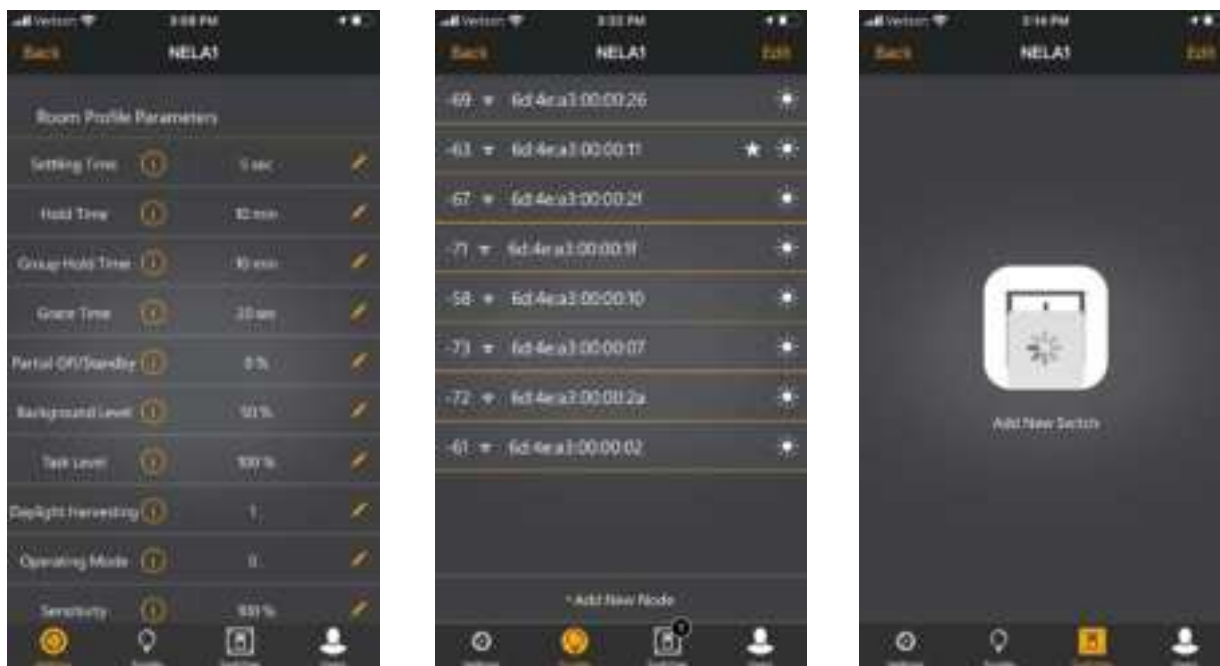 Verizon 3:08 PM
Back NELA1
Room Profile Parameters
Settling Time 5 sec
Hold Time 10 min
Group Hold Time 10 min
Grace Time 20 sec
Partial Off/Standby 0 %
Background Level 50 %
Task Level 100 %
Daylight Harvesting 1
Operating Mode 0
Sensitivity 100 %
Verizon
Back NELA1 Edit
-69 6d:4e:a3:00:00:26
-63 6d:4e:a3:00:00:11
-67 6d:4e:a3:00:00:2f
-71 6d:4e:a3:00:00:1f
-58 6d:4e:a3:00:00:10
-73 6d:4e:a3:00:00:07
-72 6d:4e:a3:00:00:2a
-61 6d:4e:a3:00:00:02
+ Add New Node
Verizon 3:14 PM
Back NELA1 Edit
Add New Switch